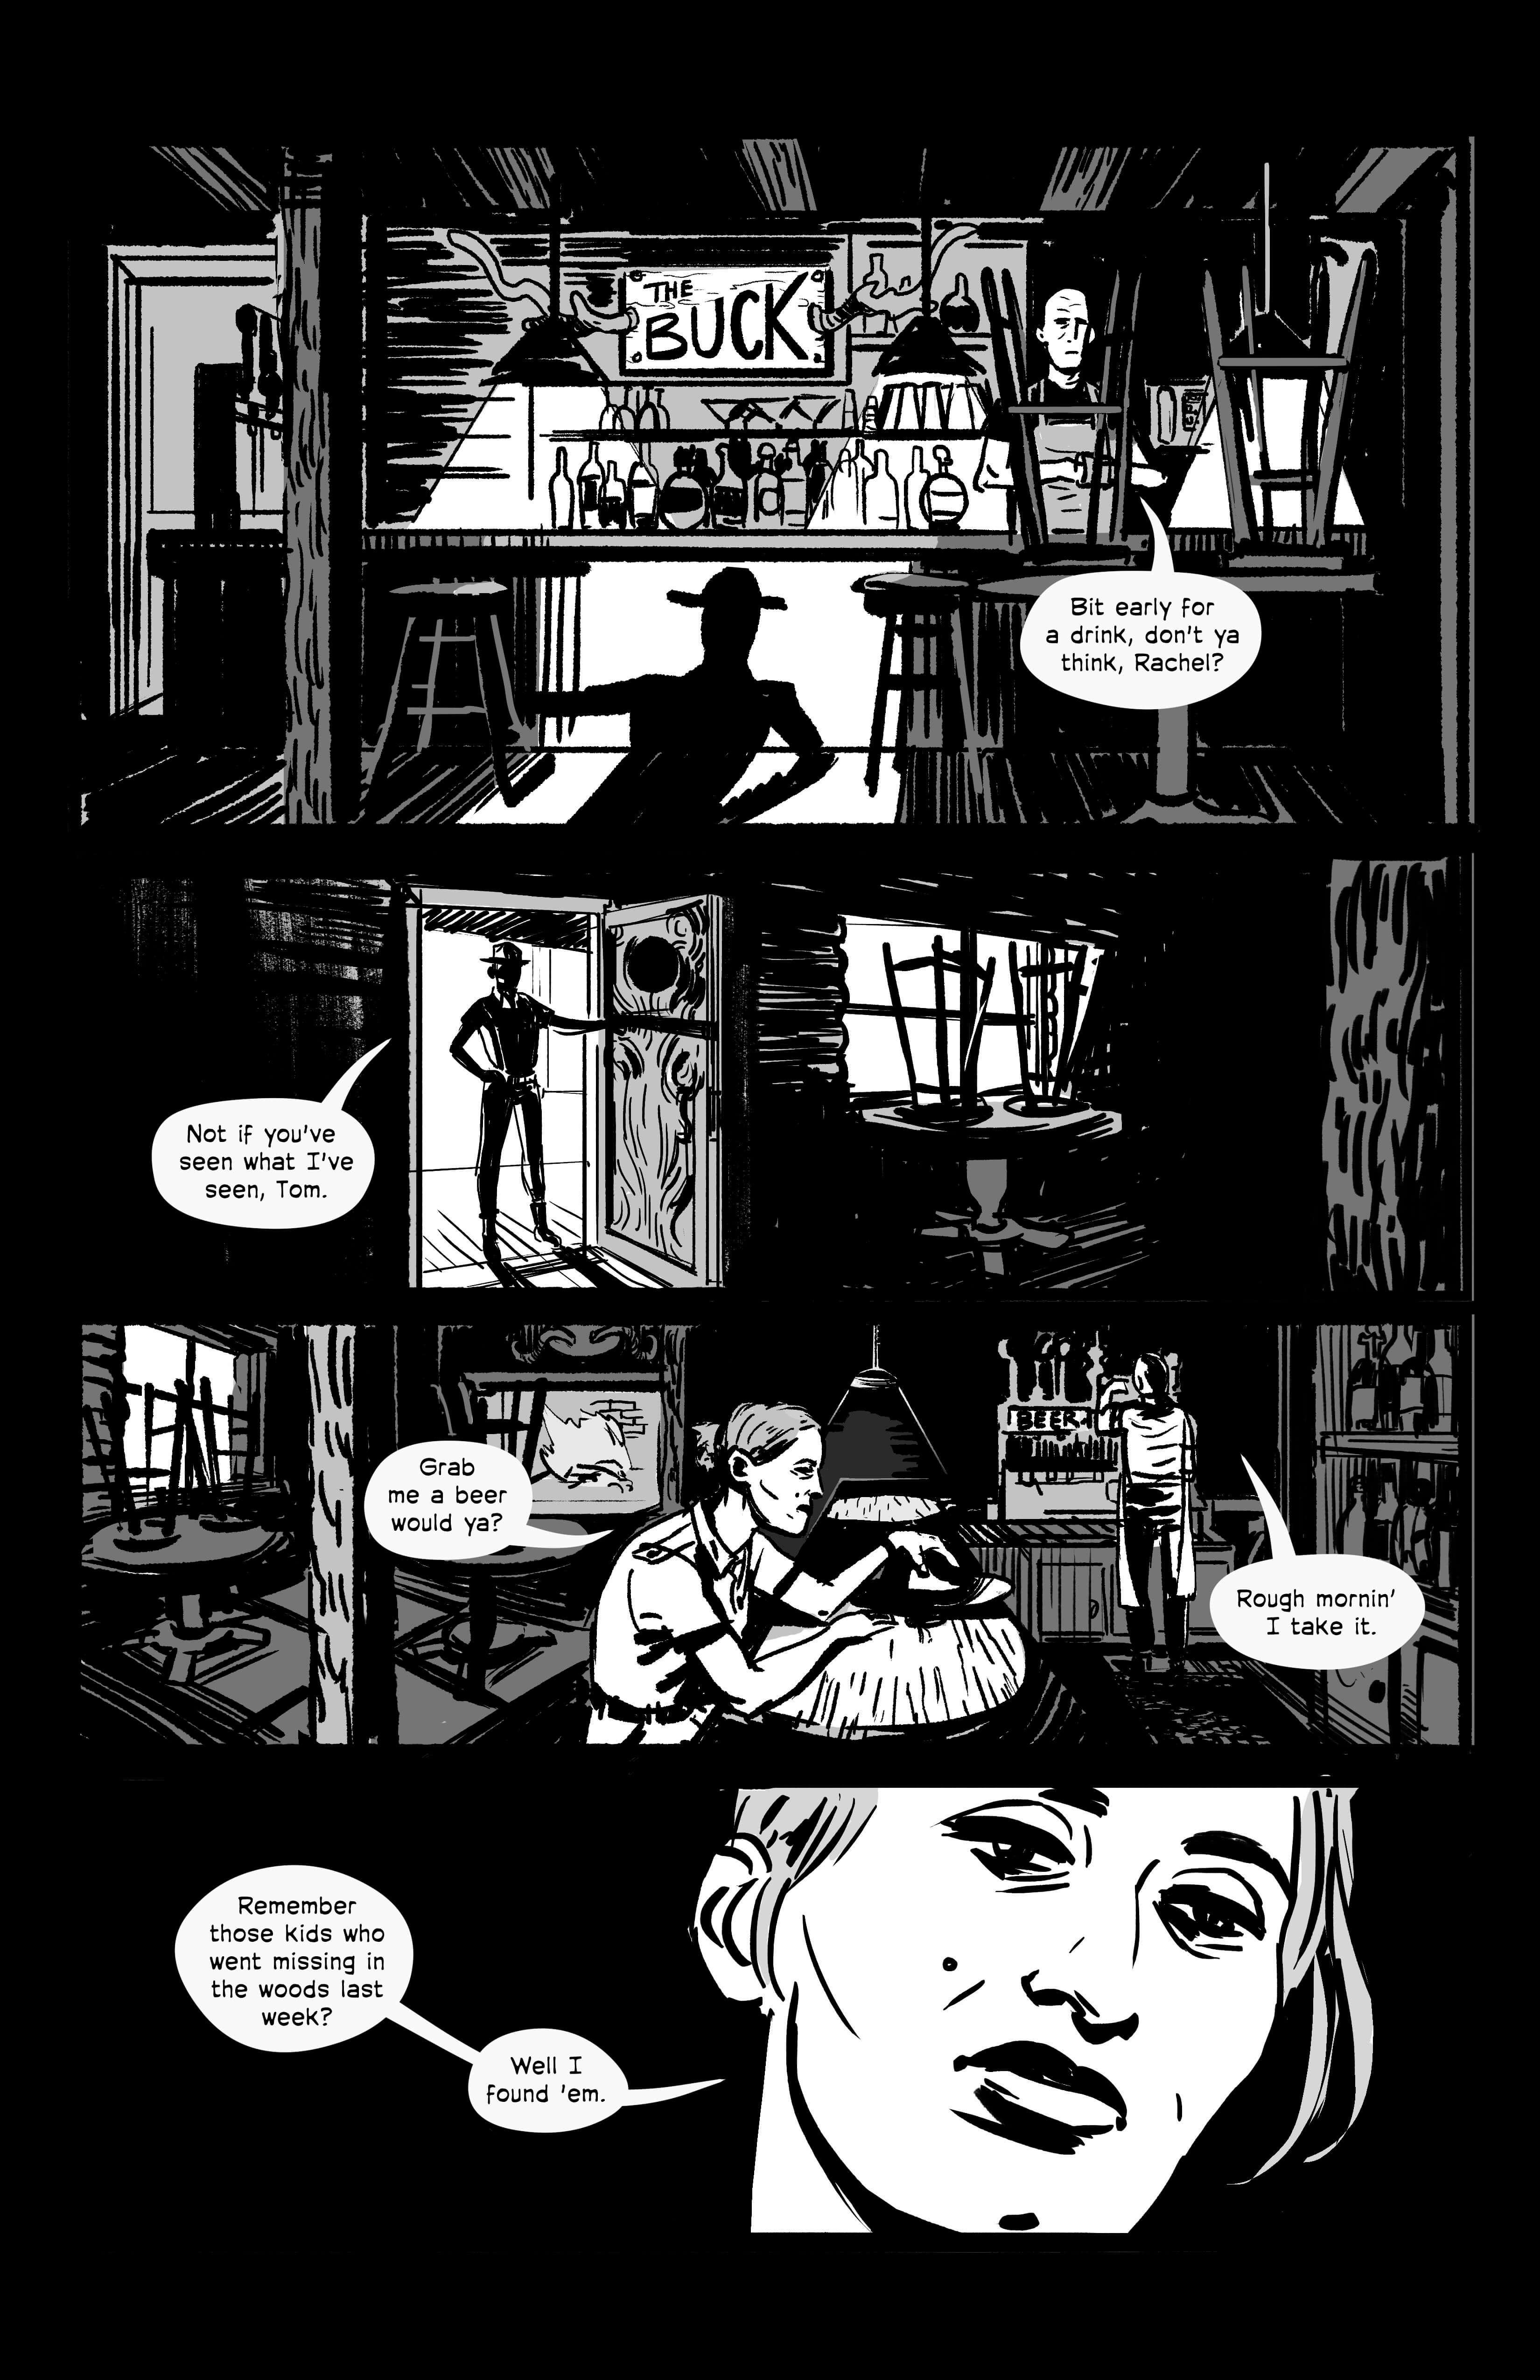 THE
BUCK
Bit early for
a drink, don't ya
think, Rachel?
Not if you've
seen what I've
seen, Tom.
Grab
me a beer
would ya?
BEER
Rough mornin'
I take it.
Remember
those kids who
went missing in
the woods last
week?
Well I
found 'em.